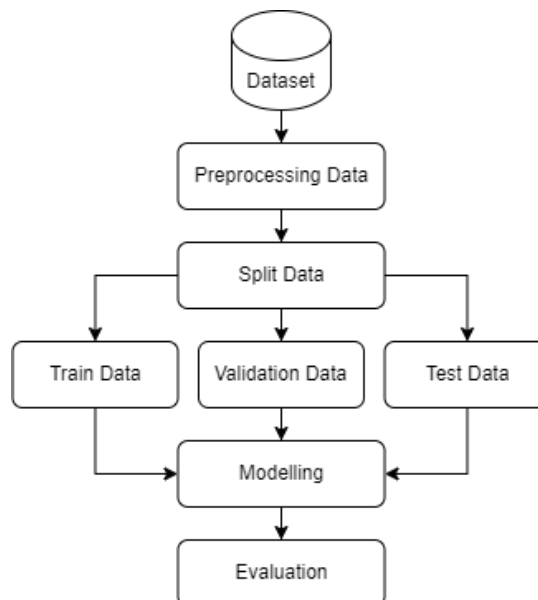 Dataset
Preprocessing Data
Split Data
Train Data
Validation Data
Test Data
Modelling
Evaluation